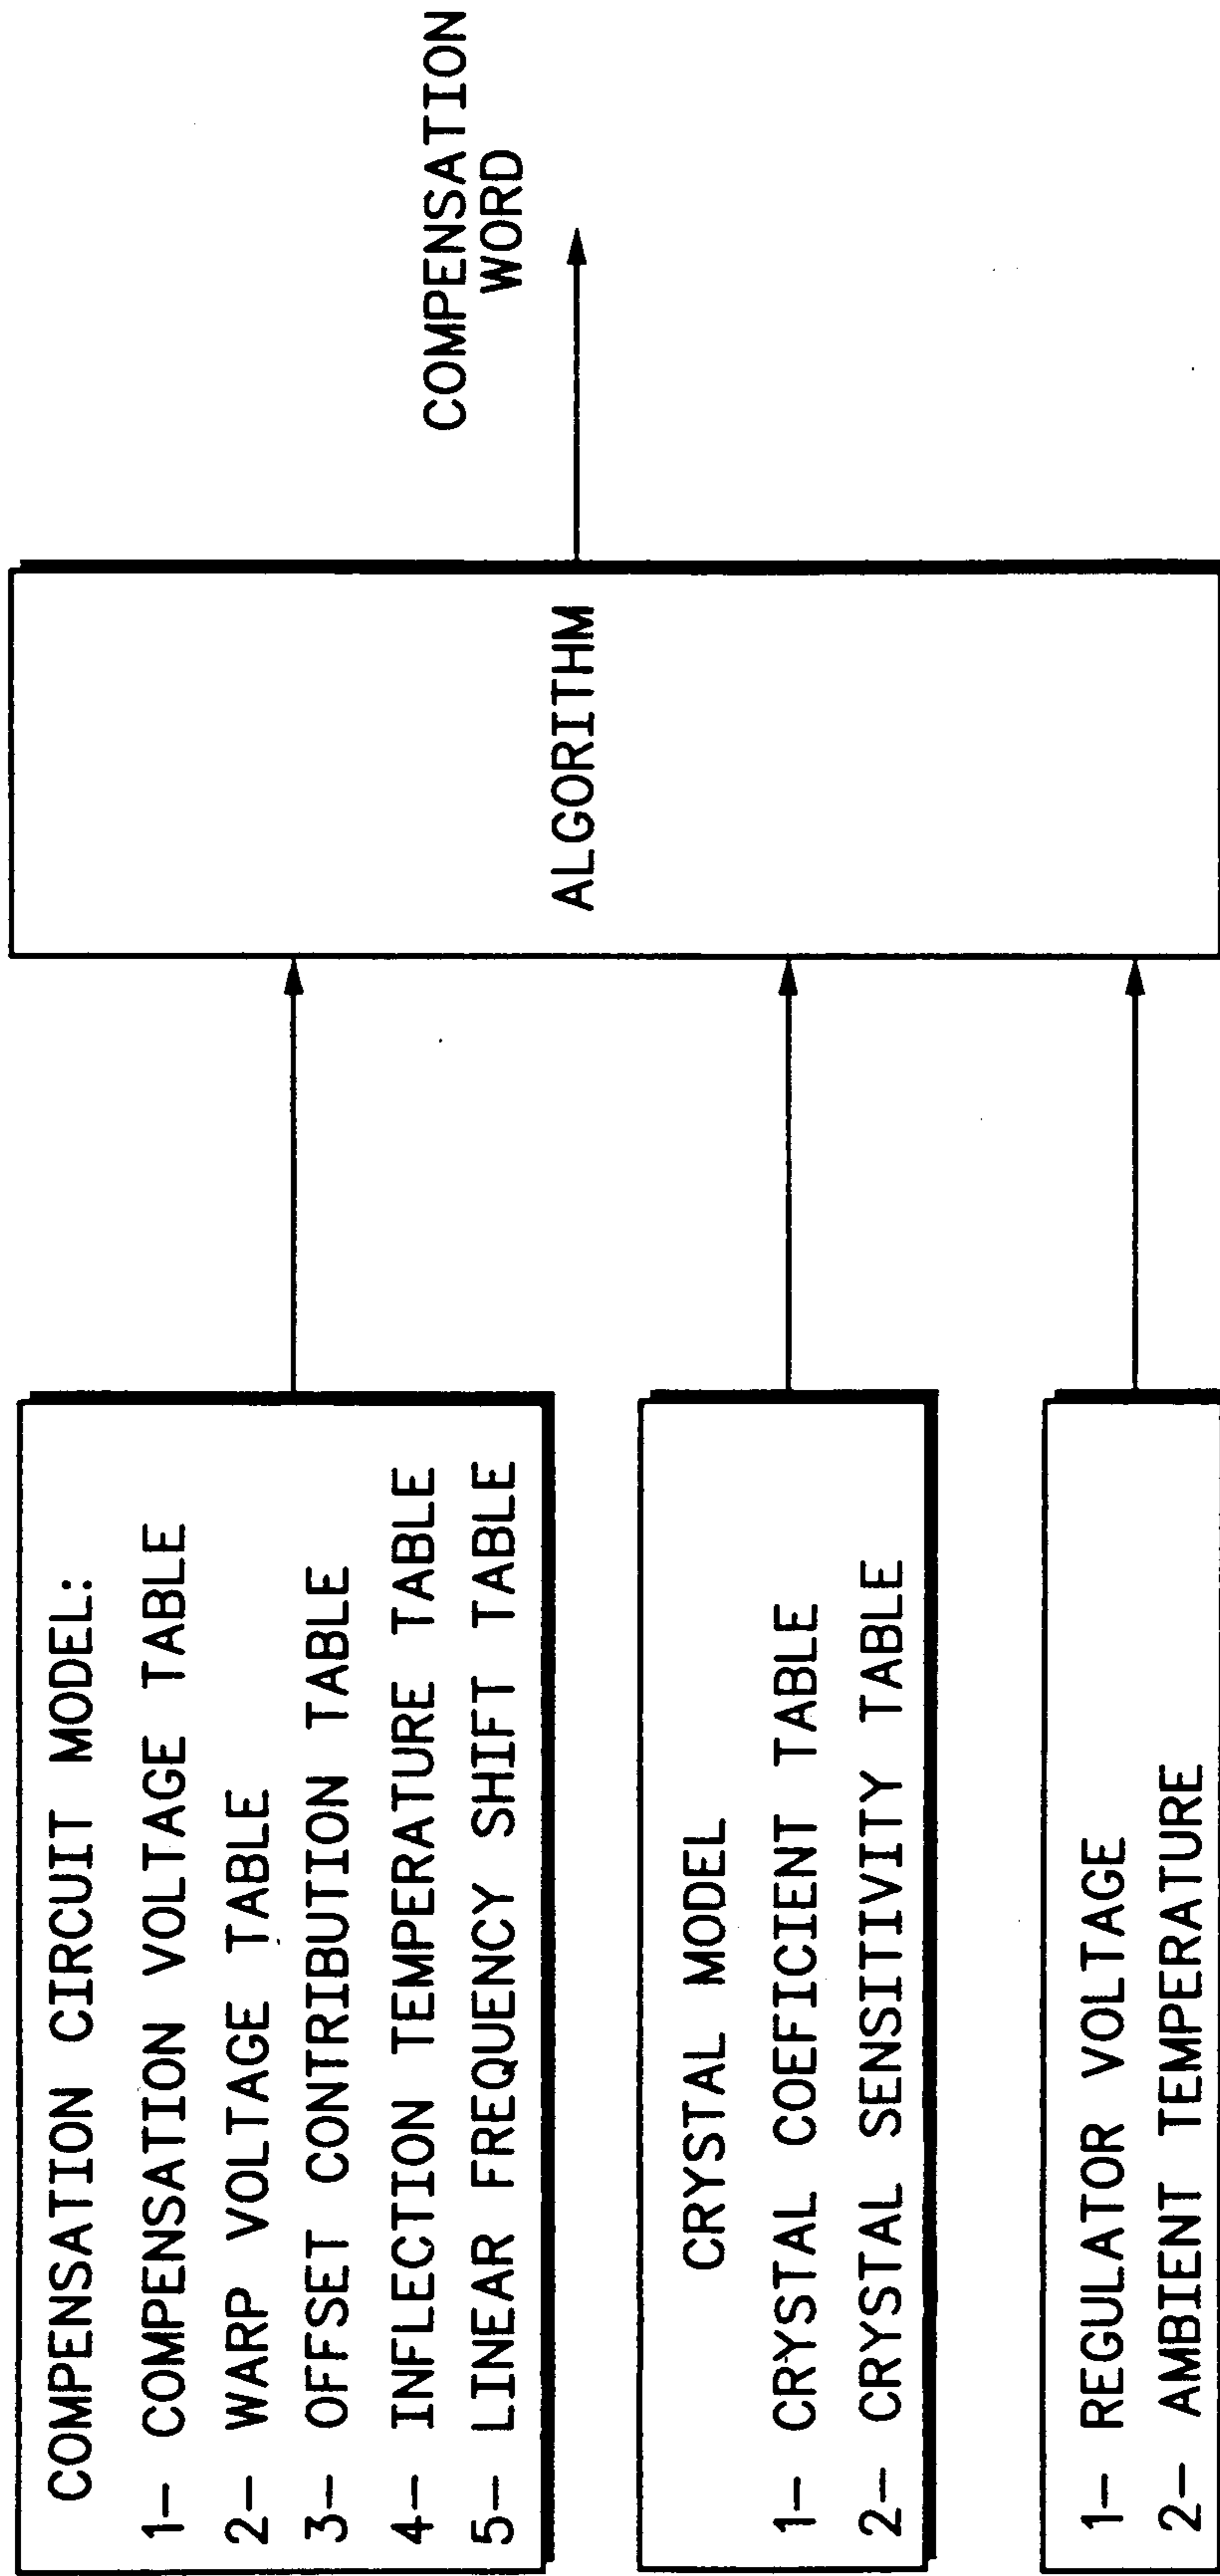 COMPENSATION CIRCUIT MODEL:
1- COMPENSATION VOLTAGE TABLE
2- WARP VOLTAGE TABLE
3- OFFSET CONTRIBUTION TABLE
4- INFLECTION TEMPERATURE TABLE
5- LINEAR FREQUENCY SHIFT TABLE
CRYSTAL MODEL
1- CRYSTAL COEFICIENT TABLE
2- CRYSTAL SENSITIVITY TABLE
1- REGULATOR VOLTAGE
2- AMBIENT TEMPERATURE
ALGORITHM
COMPENSATION
WORD